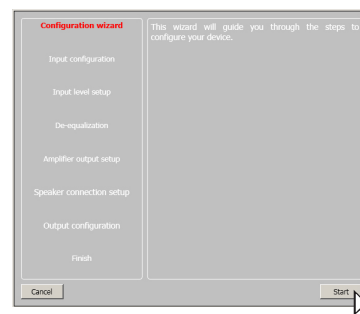 Configuration wizard
Input configuration
Input level setup
De-equalization
Amplifier output setup
Speaker connection setup
Output configuration
Finish
This wizard will guide you through the steps to
configure your device.
Cancel
Start